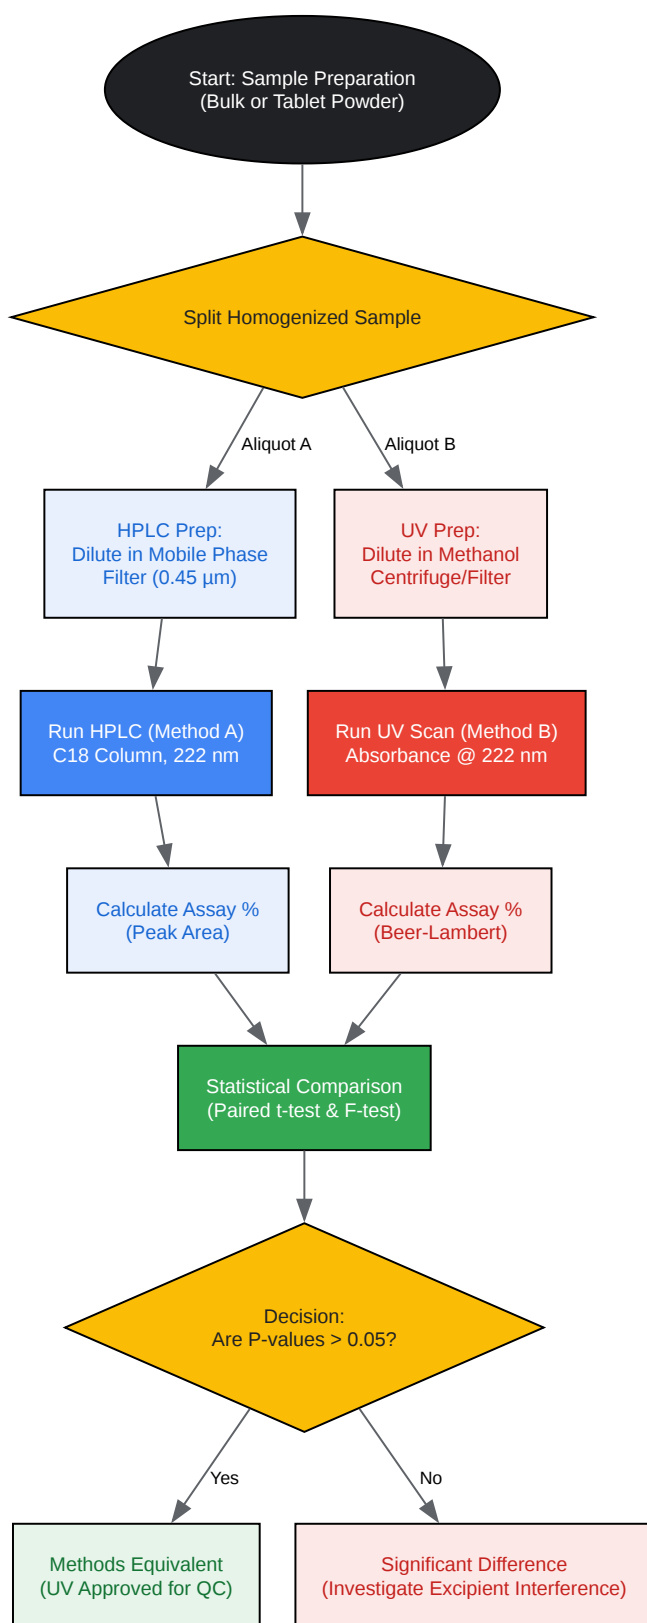 Start: Sample Preparation
(Bulk or Tablet Powder)
Split Homogenized Sample
Aliquot A
Aliquot B
HPLC Prep:
Dilute in Mobile Phase
Filter (0.45 µm)
UV Prep:
Dilute in Methanol
Centrifuge/Filter
Run HPLC (Method A)
C18 Column, 222 nm
Run UV Scan (Method B)
Absorbance @ 222 nm
Calculate Assay %
(Peak Area)
Calculate Assay %
(Beer-Lambert)
Statistical Comparison
(Paired t-test & F-test)
Decision:
Are P-values > 0.05?
Yes
No
Methods Equivalent
(UV Approved for QC)
Significant Difference
(Investigate Excipient Interference)